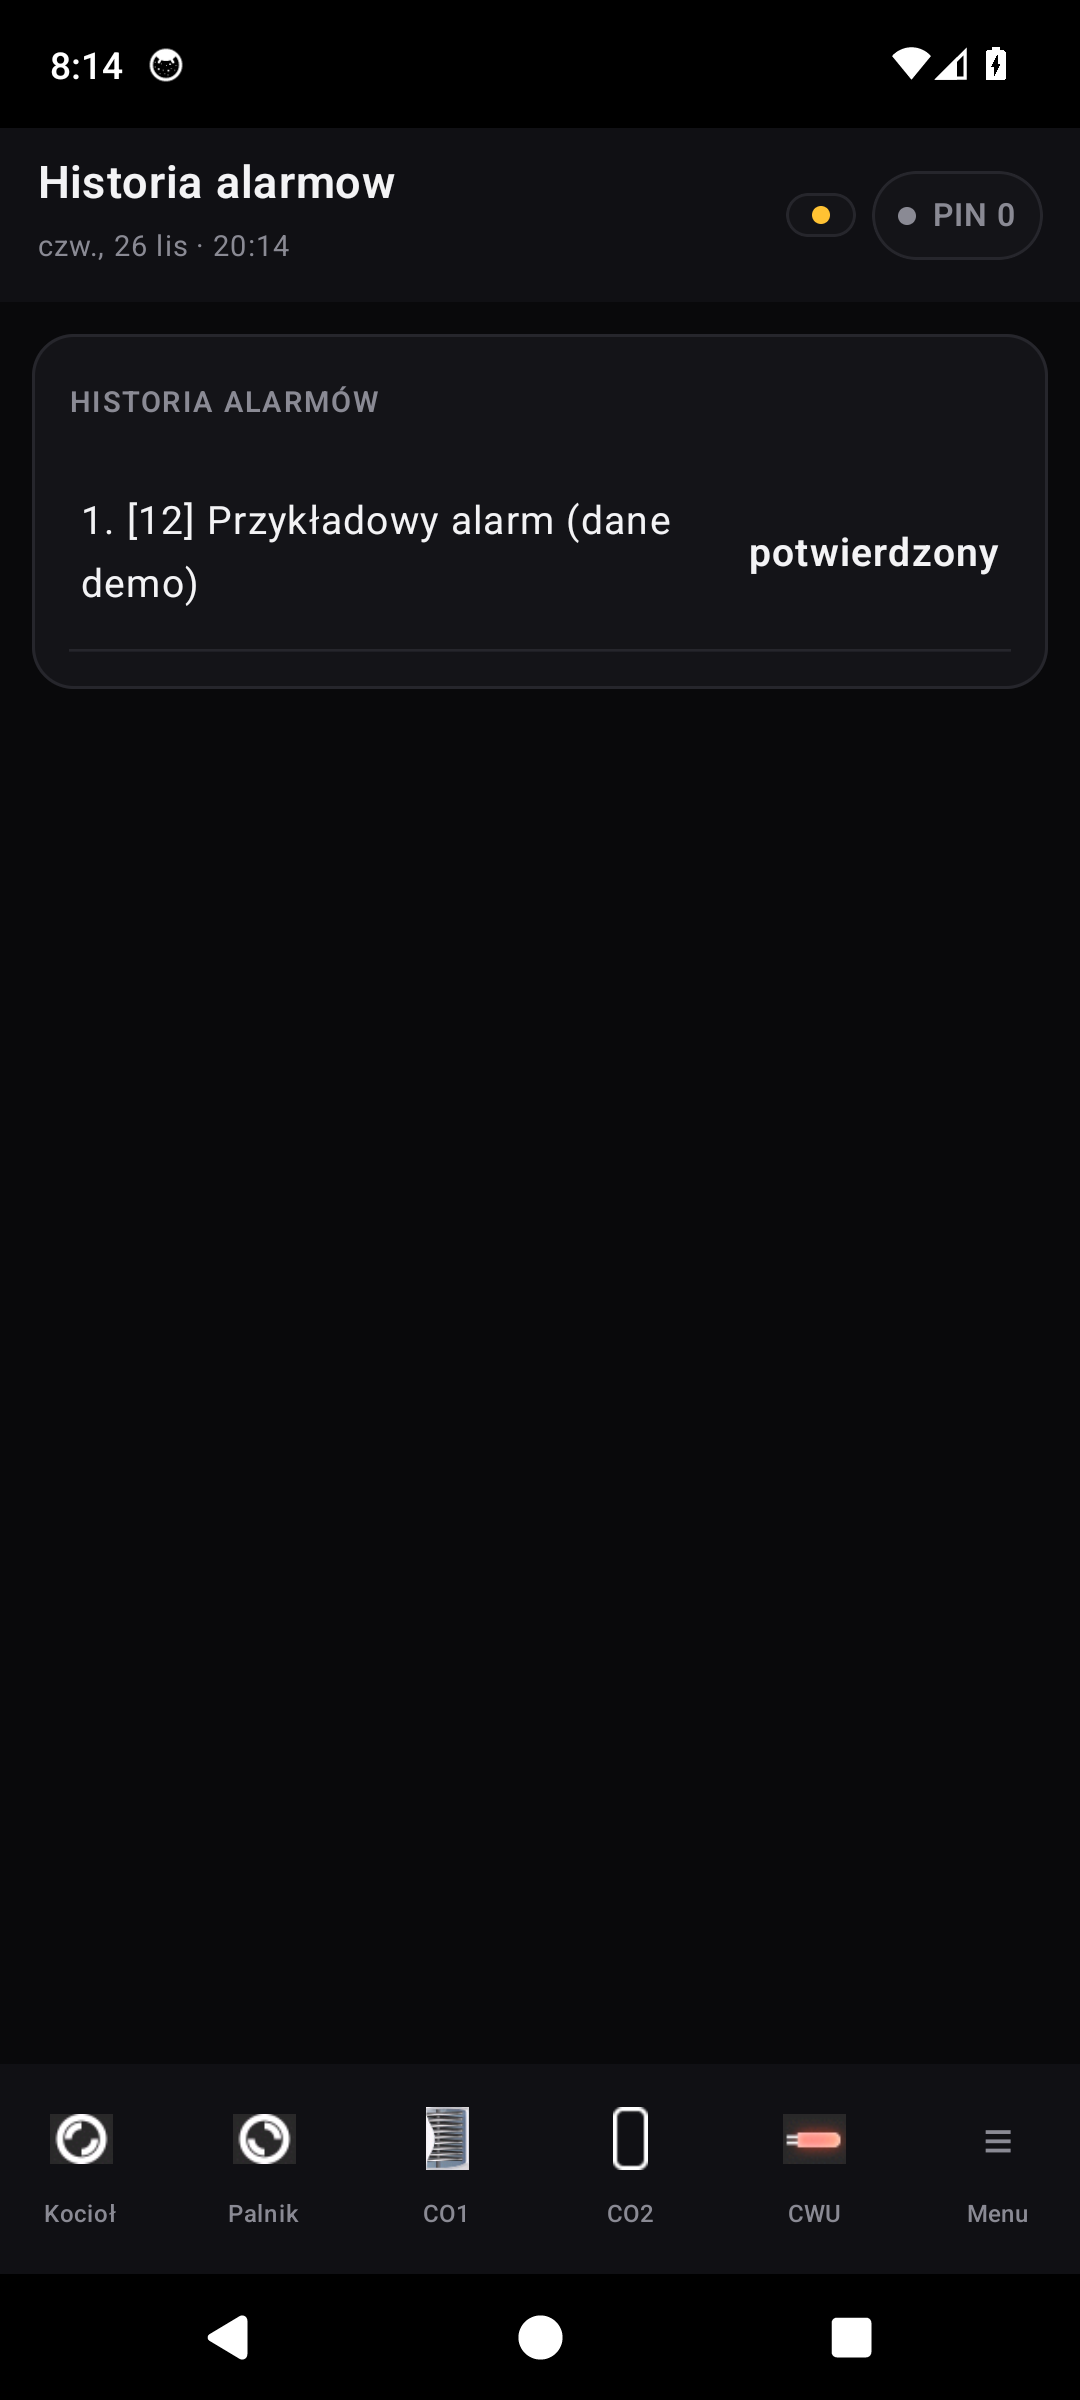 8:14
Historia alarmow
czw., 26 lis · 20:14
PIN 0
HISTORIA ALARMÓW
1. [12] Przykładowy alarm (dane
demo)
potwierdzony
Kocioł
Palnik
CO1
CO2
CWU
Menu